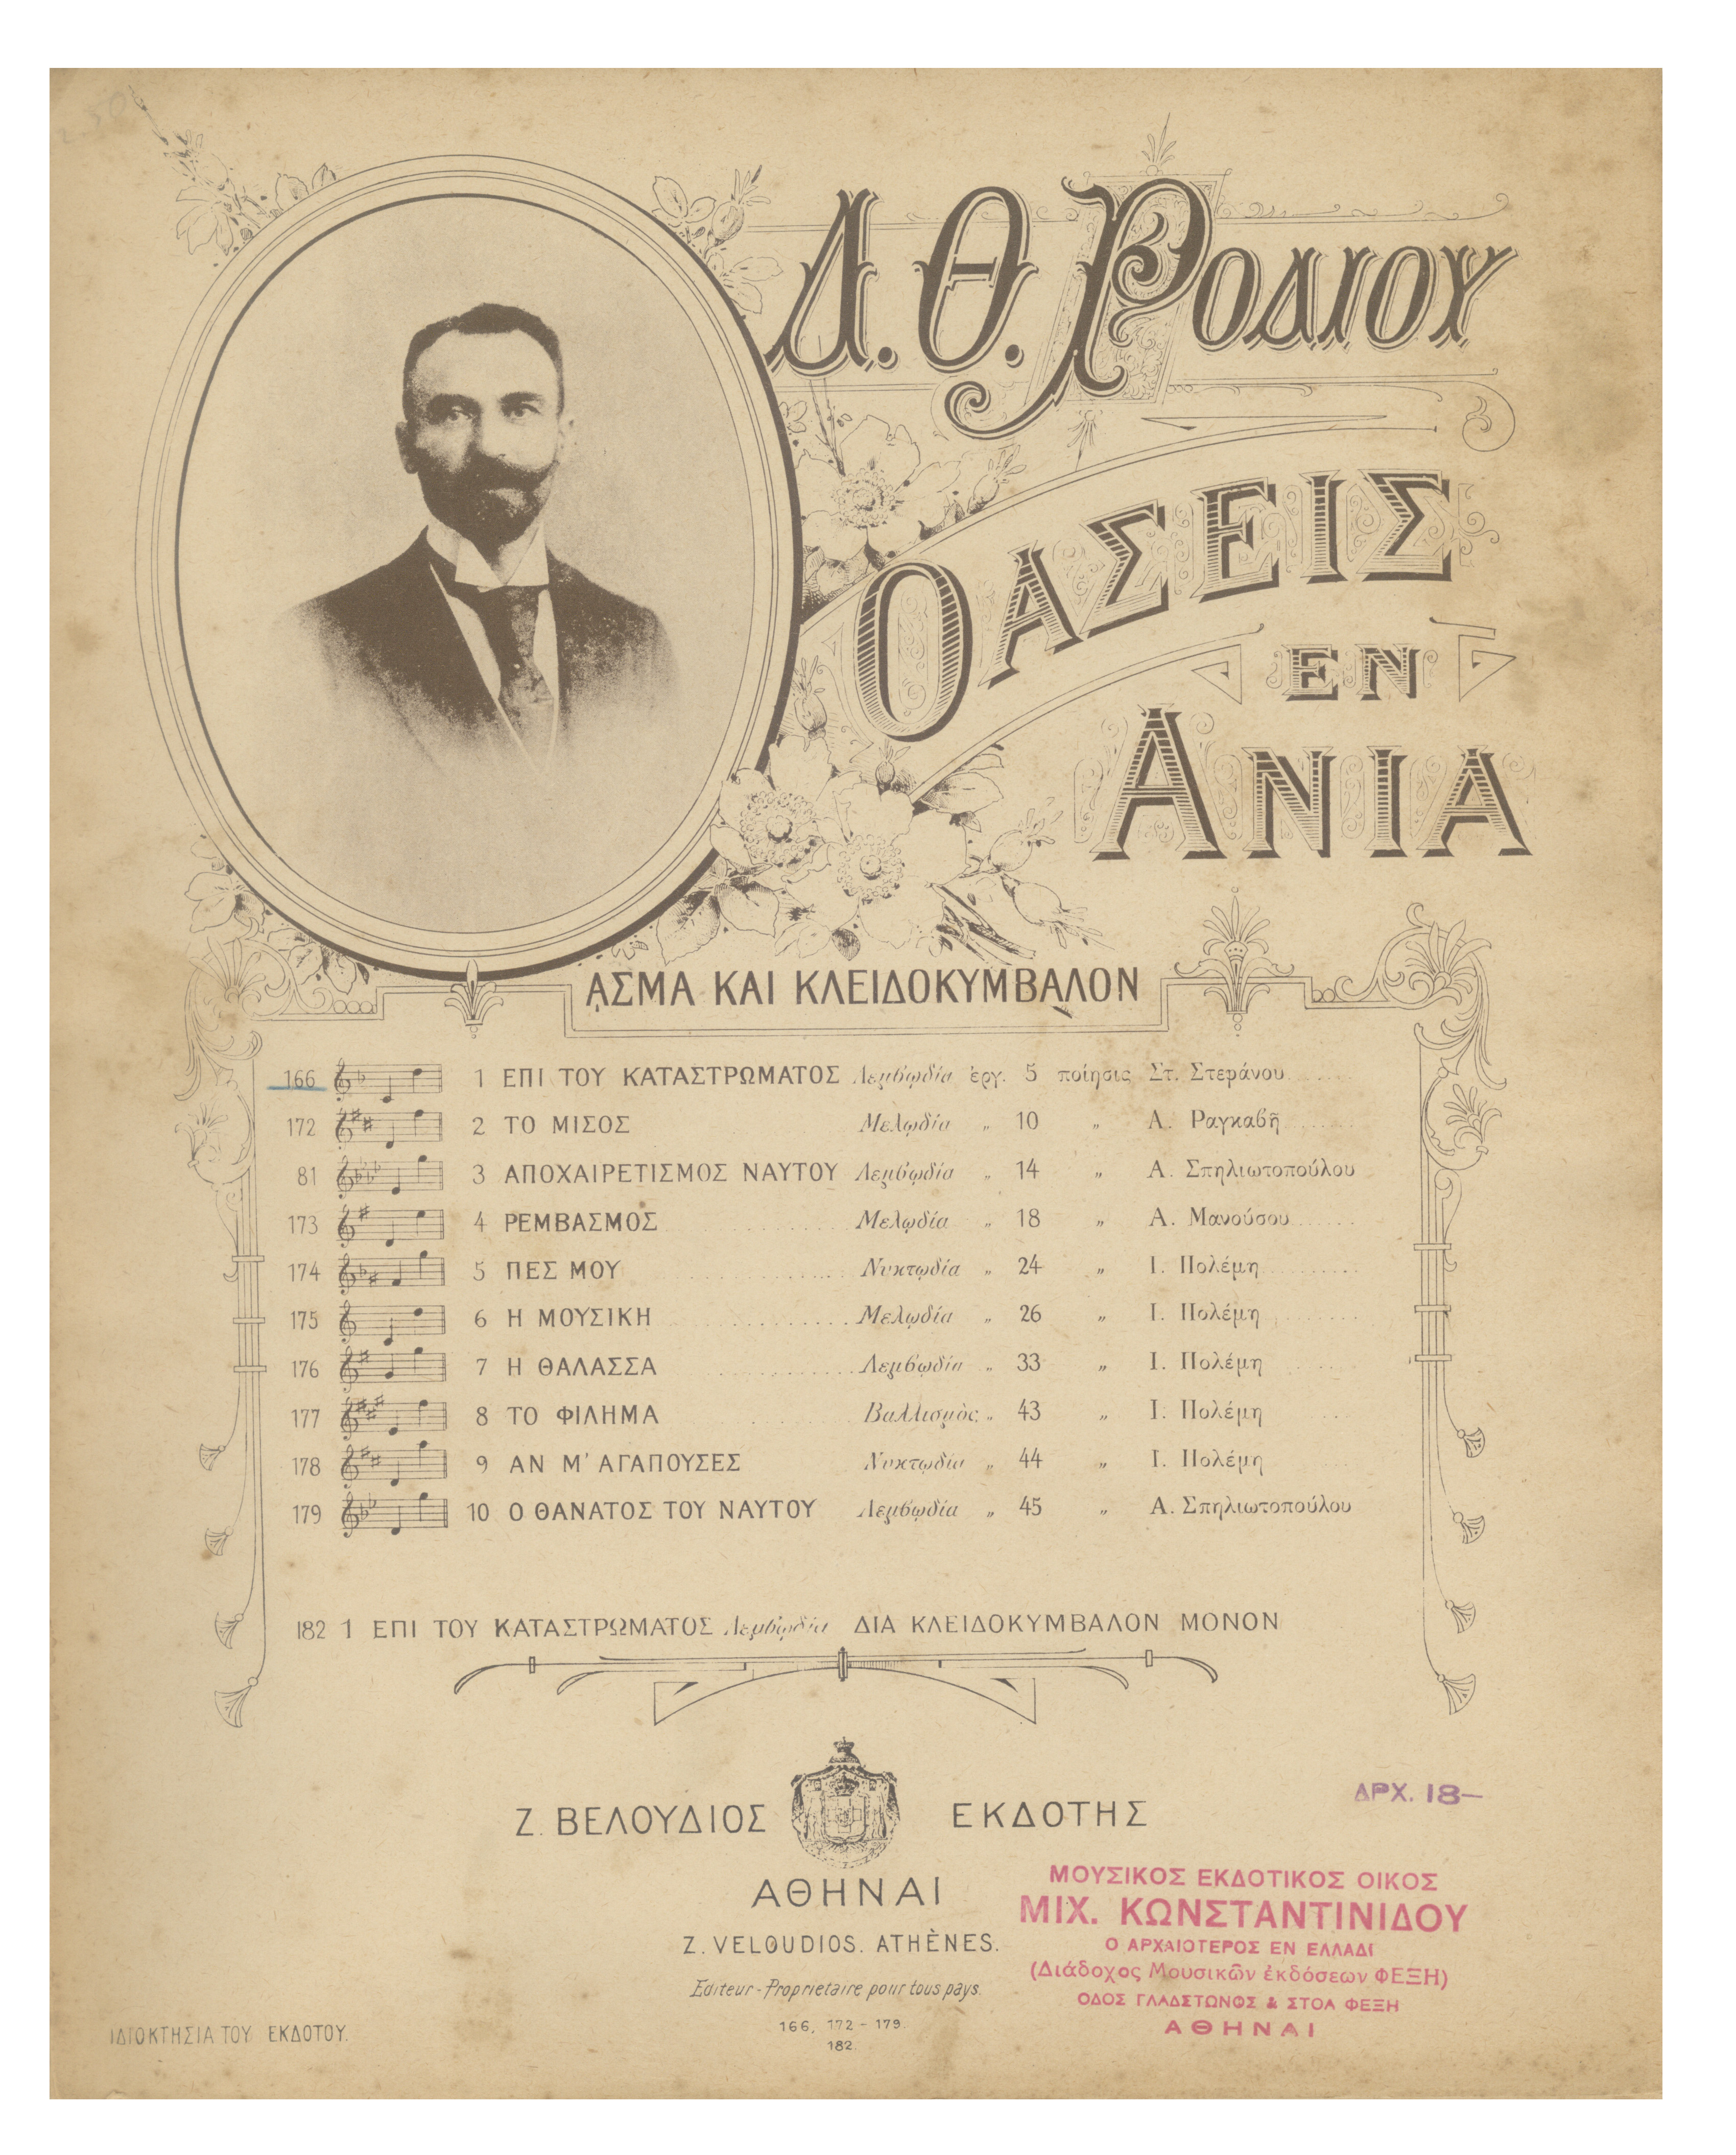 Δ. Θ. ΡΟΔΙΟΥ
ΟΑΣΕΙΣ
ΕΝ
ΑΝΙΑ
ΑΣΜΑ ΚΑΙ ΚΛΕΙΔΟΚΥΜΒΑΛΟΝ
166 1 ΕΠΙ ΤΟΥ ΚΑΤΑΣΤΡΩΜΑΤΟΣ Λεμβῳδία ἔργ. 5 ποίησις Στ. Στεφάνου
172 2 ΤΟ ΜΙΣΟΣ Μελῳδία „ 10 „ Α. Ραγκαβῆ
81 3 ΑΠΟΧΑΙΡΕΤΙΣΜΟΣ ΝΑΥΤΟΥ Λεμβῳδία „ 14 „ Α. Σπηλιωτοπούλου
173 4 ΡΕΜΒΑΣΜΟΣ Μελῳδία „ 18 „ Α. Μανούσου
174 5 ΠΕΣ ΜΟΥ Νυκτῳδία „ 24 „ Ι. Πολέμη
175 6 Η ΜΟΥΣΙΚΗ Μελῳδία „ 26 „ Ι. Πολέμη
176 7 Η ΘΑΛΑΣΣΑ Λεμβῳδία „ 33 „ Ι. Πολέμη
177 8 ΤΟ ΦΙΛΗΜΑ Βαλλισμὸς „ 43 „ Ι. Πολέμη
178 9 ΑΝ Μ' ΑΓΑΠΟΥΣΕΣ Νυκτῳδία „ 44 „ Ι. Πολέμη
179 10 Ο ΘΑΝΑΤΟΣ ΤΟΥ ΝΑΥΤΟΥ Λεμβῳδία „ 45 „ Α. Σπηλιωτοπούλου
182 1 ΕΠΙ ΤΟΥ ΚΑΤΑΣΤΡΩΜΑΤΟΣ Λεμβῳδία ΔΙΑ ΚΛΕΙΔΟΚΥΜΒΑΛΟΝ ΜΟΝΟΝ
Ζ. ΒΕΛΟΥΔΙΟΣ ΕΚΔΟΤΗΣ
ΑΘΗΝΑΙ
Z. VELOUDIOS. ATHÈNES.
Editeur-Proprietaire pour tous pays.
166, 172 - 179.
182.
ΙΔΙΟΚΤΗΣΙΑ ΤΟΥ ΕΚΔΟΤΟΥ.
ΔΡΧ. 18—
ΜΟΥΣΙΚΟΣ ΕΚΔΟΤΙΚΟΣ ΟΙΚΟΣ
ΜΙΧ. ΚΩΝΣΤΑΝΤΙΝΙΔΟΥ
Ο ΑΡΧΑΙΟΤΕΡΟΣ ΕΝ ΕΛΛΑΔΙ
(Διάδοχος Μουσικῶν ἐκδόσεων ΦΕΞΗ)
ΟΔΟΣ ΓΛΑΔΣΤΩΝΟΣ & ΣΤΟΑ ΦΕΞΗ
ΑΘΗΝΑΙ